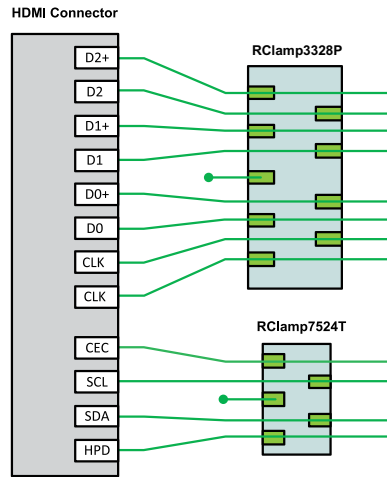 HDMI Connector
RClamp3328P
D2+
D2
D1+
D1
D0+
D0
CLK
CLK
RClamp7524T
CEC
SCL
SDA
HPD